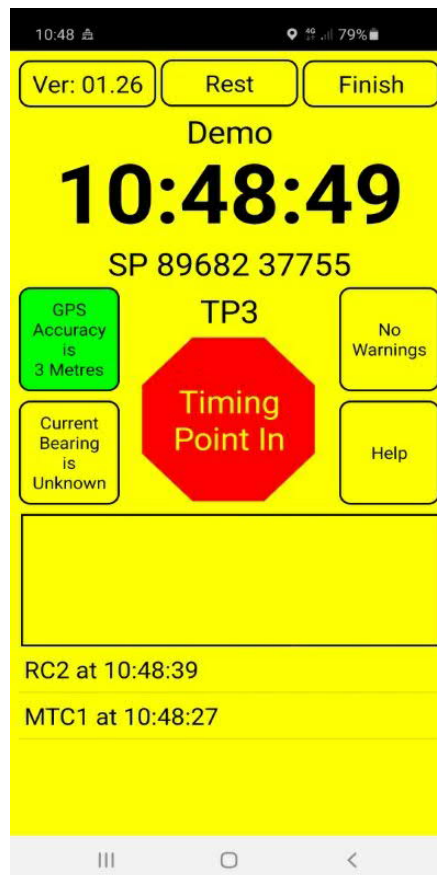 10:48
4G 79%
Ver: 01.26 Rest Finish
Demo
10:48:49
SP 89682 37755
GPS
Accuracy
is
3 Metres
TP3
No
Warnings
Timing
Point In
Current
Bearing
is
Unknown
Help
RC2 at 10:48:39
MTC1 at 10:48:27